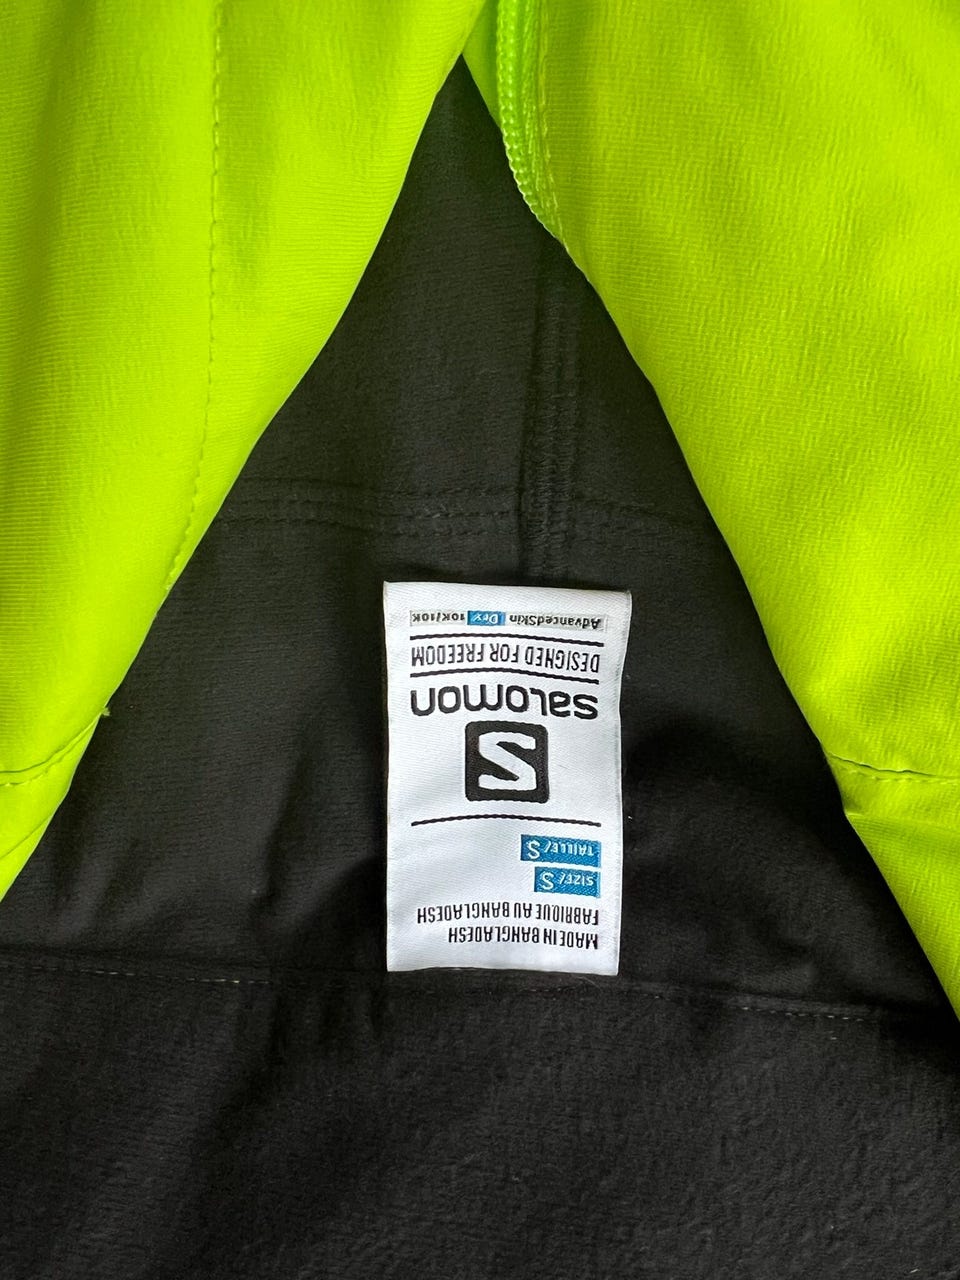 MADE IN BANGLADESH
FABRIQUE AU BANGLADESH
SIZE/ S
TAILLE/ S
S
salomon
DESIGNED FOR FREEDOM
AdvancedSkin Dry 10K/10K